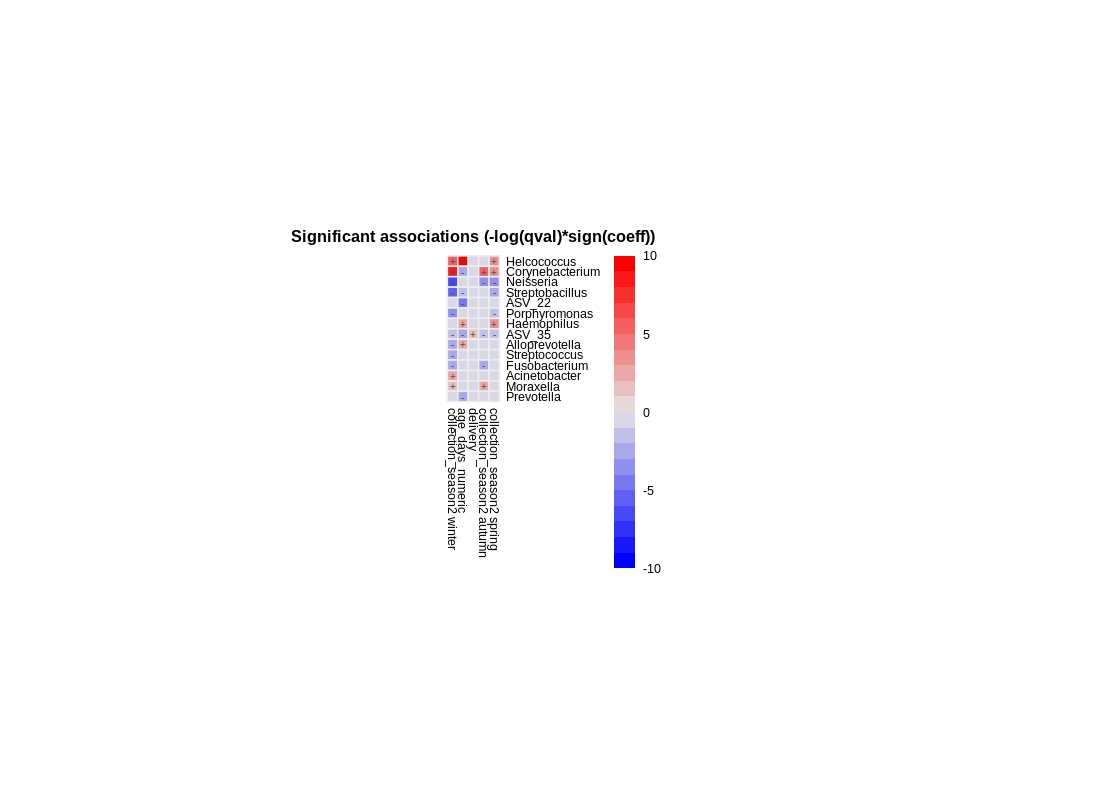 Significant associations (-log(qval)*sign(coeff))
+ + Helcococcus
+ - + + Corynebacterium
- - - Neisseria
- - - Streptobacillus
- ASV_22
- - Porphyromonas
+ + Haemophilus
- - + - - ASV_35
- + Alloprevotella
- Streptococcus
- - Fusobacterium
+ Acinetobacter
+ + Moraxella
- Prevotella
collection_season2 winter
age_days_numeric
delivery
collection_season2 autumn
collection_season2 spring
10
5
0
-5
-10